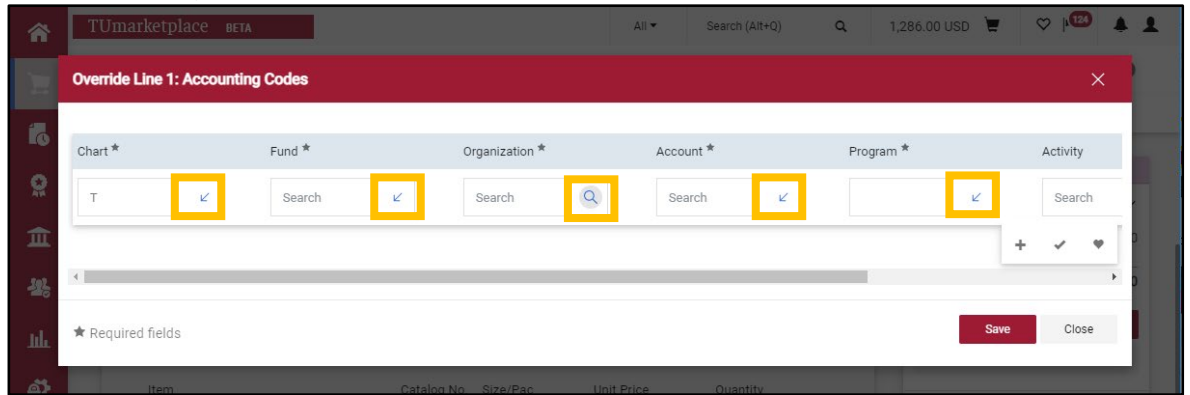 TUmarketplace BETA
All Search (Alt+Q) 1,286.00 USD 124
Override Line 1: Accounting Codes
Chart ★ Fund ★ Organization ★ Account ★ Program ★ Activity
T Search Search Search Search
★ Required fields
Save Close
Item Catalog No Size/Pac Unit Price Quantity